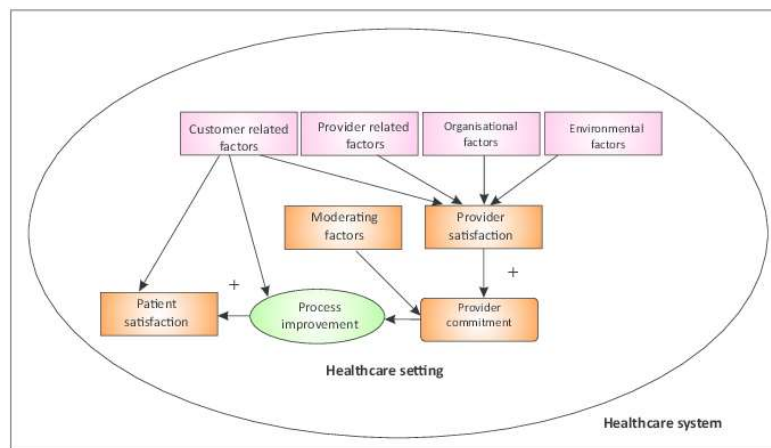 Customer related
factors
Provider related
factors
Organisational
factors
Environmental
factors
Moderating
factors
Provider
satisfaction
+
+
Patient
satisfaction
Process
improvement
Provider
commitment
Healthcare setting
Healthcare system